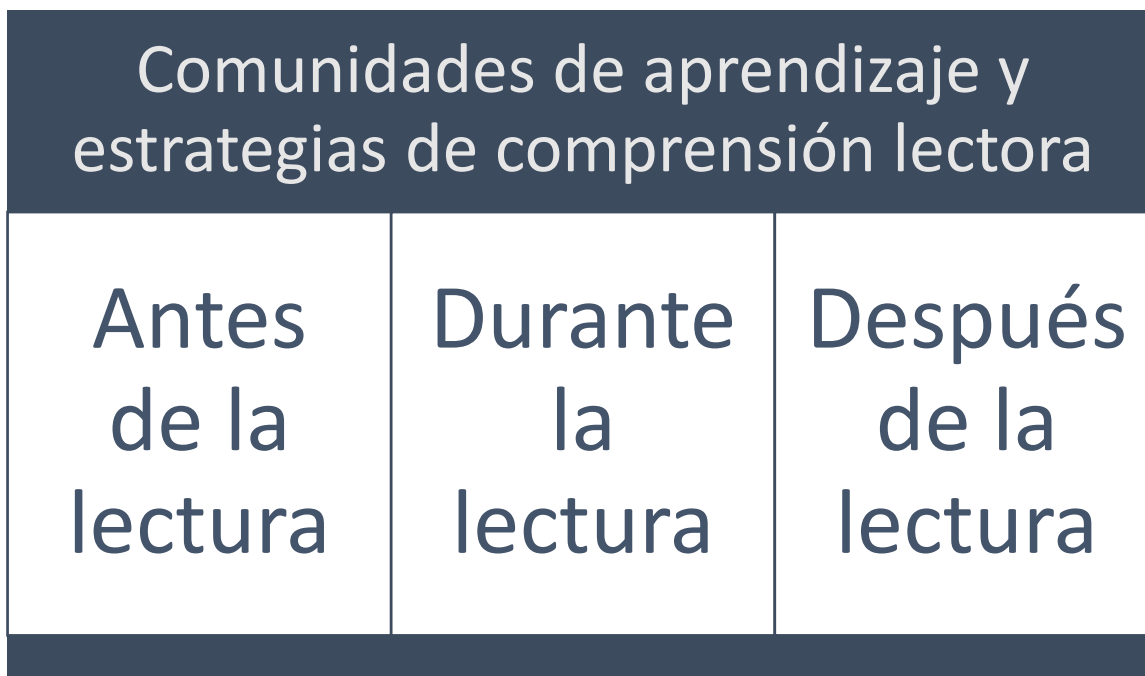 Comunidades de aprendizaje y
estrategias de comprensión lectora
Antes
de la
lectura
Durante
la
lectura
Después
de la
lectura